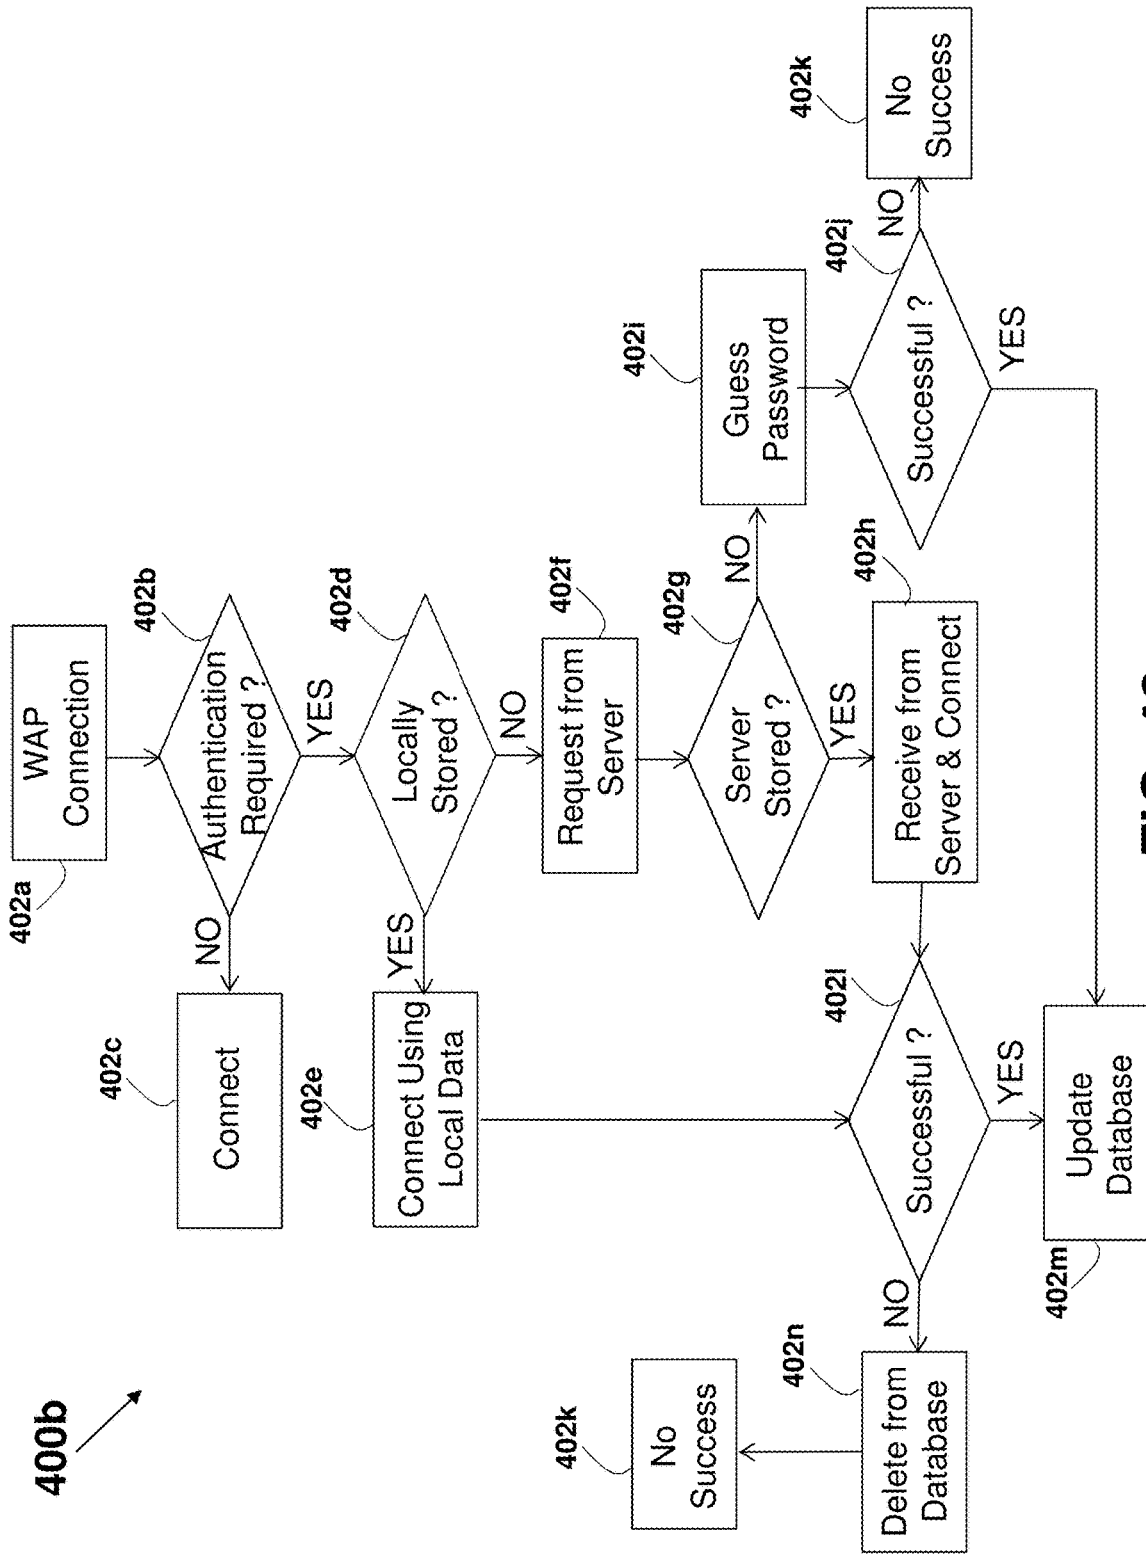 400b
402a
WAP
Connection
402b
Authentication
Required ?
NO
YES
402c
Connect
402d
Locally
Stored ?
YES
NO
402e
Connect Using
Local Data
402f
Request from
Server
402g
Server
Stored ?
NO
YES
402i
Guess
Password
402h
Receive from
Server & Connect
402j
Successful ?
NO
YES
402k
No
Success
402l
Successful ?
NO
YES
402n
Delete from
Database
402k
No
Success
402m
Update
Database